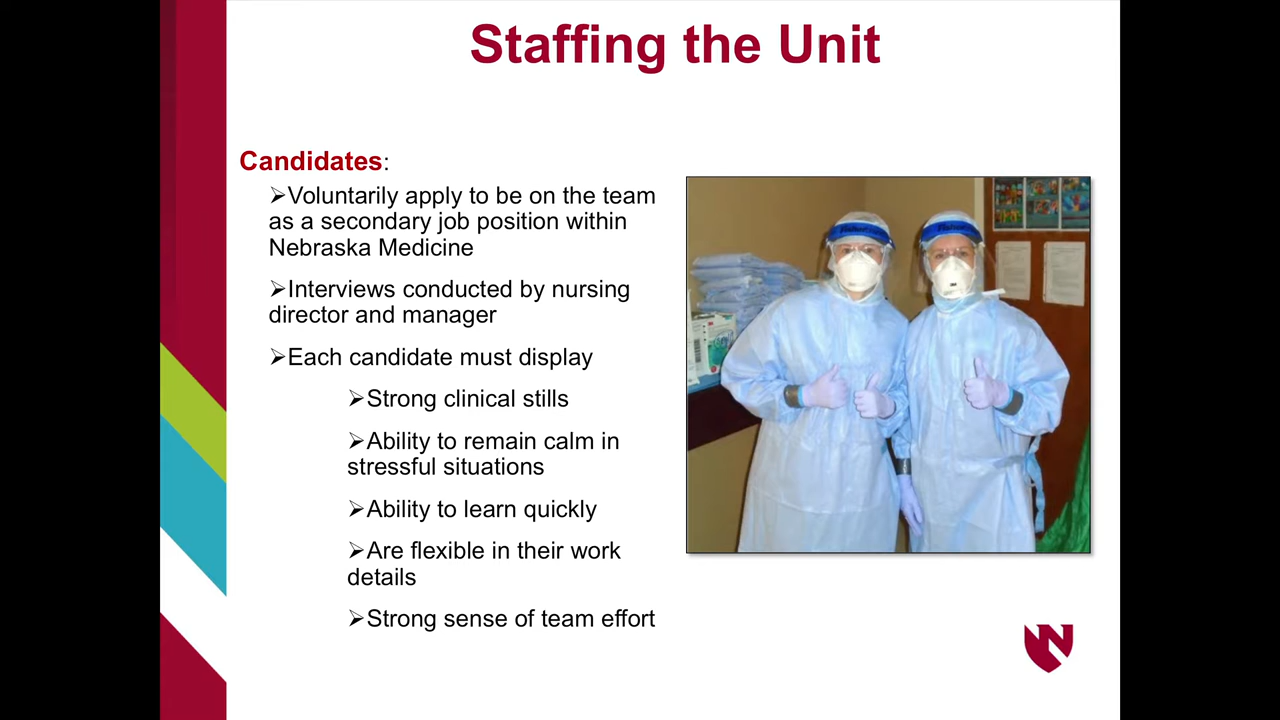 Staffing the Unit
Candidates:
➢Voluntarily apply to be on the team
as a secondary job position within
Nebraska Medicine
➢Interviews conducted by nursing
director and manager
➢Each candidate must display
➢Strong clinical stills
➢Ability to remain calm in
stressful situations
➢Ability to learn quickly
➢Are flexible in their work
details
➢Strong sense of team effort